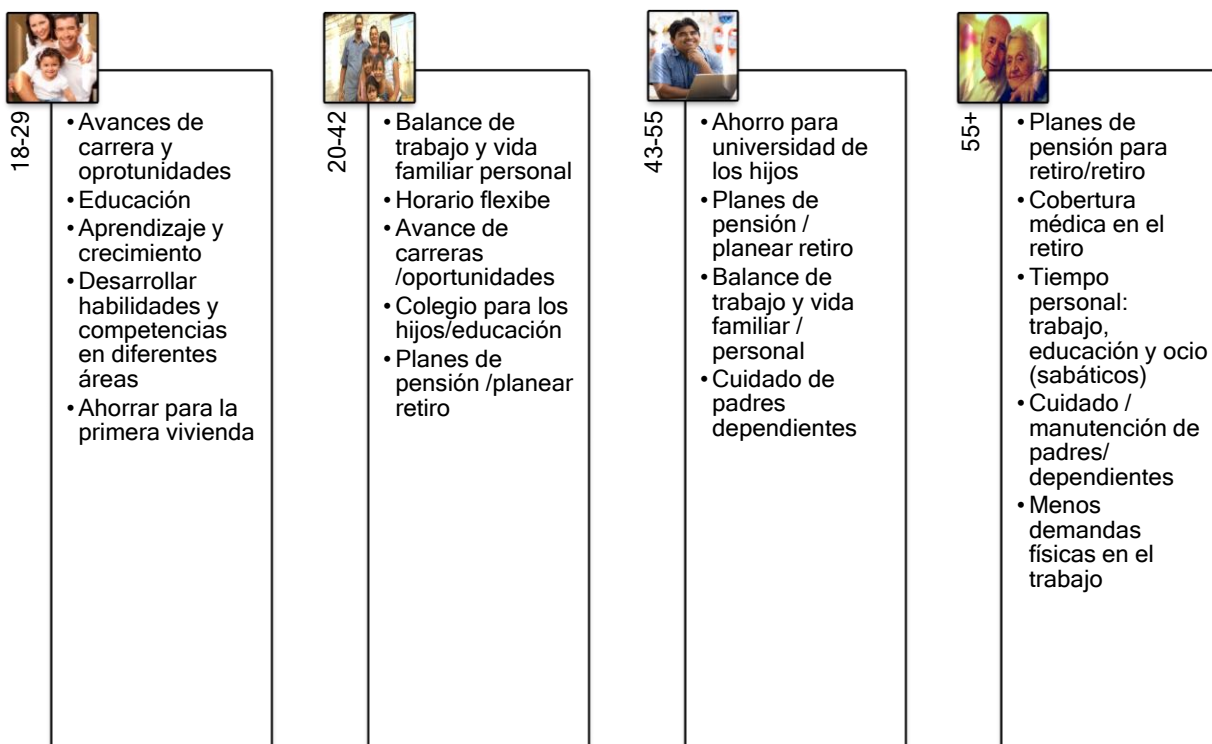 18-29
• Avances de
carrera y
oprotunidades
• Educación
• Aprendizaje y
crecimiento
• Desarrollar
habilidades y
competencias
en diferentes
áreas
• Ahorrar para la
primera vivienda
20-42
• Balance de
trabajo y vida
familiar personal
• Horario flexibe
• Avance de
carreras
/oportunidades
• Colegio para los
hijos/educación
• Planes de
pensión /planear
retiro
43-55
• Ahorro para
universidad de
los hijos
• Planes de
pensión /
planear retiro
• Balance de
trabajo y vida
familiar /
personal
• Cuidado de
padres
dependientes
55+
• Planes de
pensión para
retiro/retiro
• Cobertura
médica en el
retiro
• Tiempo
personal:
trabajo,
educación y ocio
(sabáticos)
• Cuidado /
manutención de
padres/
dependientes
• Menos
demandas
físicas en el
trabajo